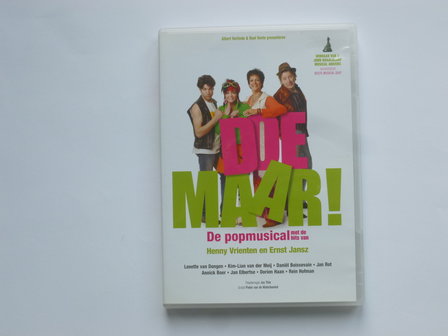 Albert Verlinde & Roel Vente presenteren
DOE
MAAR!
De popmusical met de hits van
Henny Vrienten en Ernst Jansz
Lenette van Dongen • Kim-Lian van der Meij • Daniël Boissevain • Jan Rot
Annick Boer • Jan Elbertse • Dorien Haan • Rein Hofman